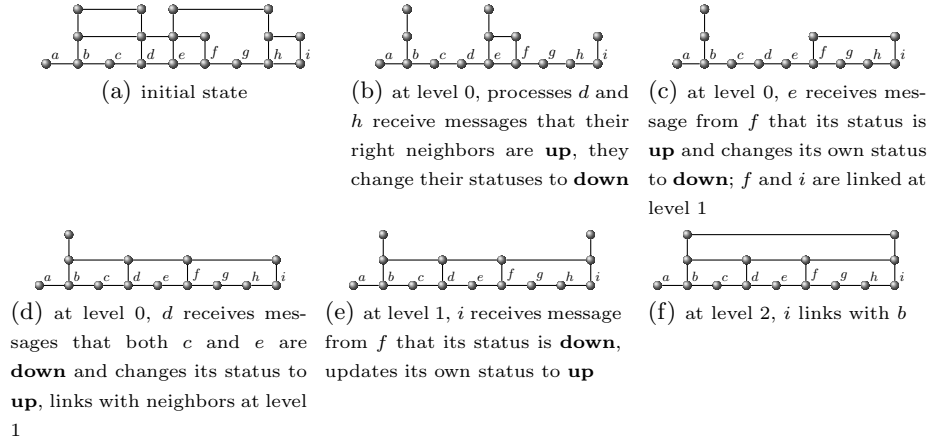 a b c d e f g h i
a b c d e f g h i
a b c d e f g h i
(a) initial state
(b) at level 0, processes d and
h receive messages that their
right neighbors are up, they
change their statuses to down
(c) at level 0, e receives mes-
sage from f that its status is
up and changes its own status
to down; f and i are linked at
level 1
a b c d e f g h i
a b c d e f g h i
a b c d e f g h i
(d) at level 0, d receives mes-
sages that both c and e are
down and changes its status to
up, links with neighbors at level
1
(e) at level 1, i receives message
from f that its status is down,
updates its own status to up
(f) at level 2, i links with b